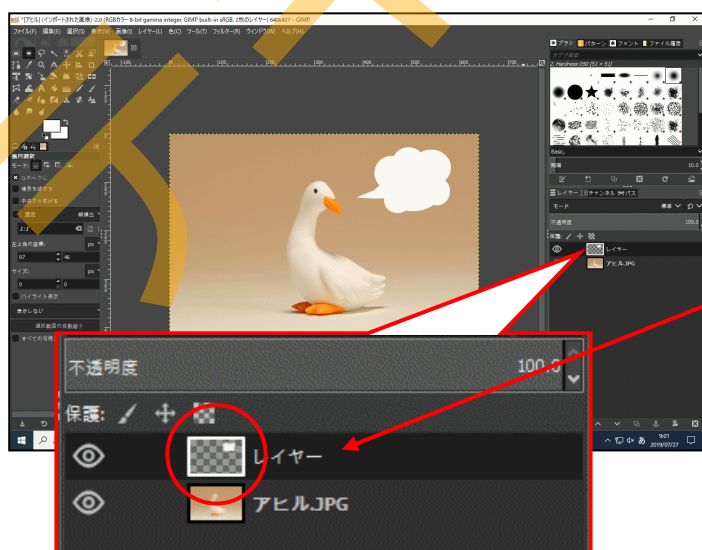 *[アヒル] (インポートされた画像)-2.0 (RGBカラー 8-bit gamma integer, GIMP built-in sRGB, 2枚のレイヤー) 640x427 – GIMP
ファイル(F) 編集(E) 選択(S) 表示(V) 画像(I) レイヤー(L) 色(C) ツール(T) フィルター(R) ウィンドウ(W) ヘルプ(H)
ブラシ パターン フォント ファイル履歴
2. Hardness 050 (51 × 51)
Basic,
間隔 10.0
矩形選択
モード:
なめらかに
境界をぼかす
中央から拡げる
固定 縦横比
1:1
左上角の座標: px
97 46
サイズ: px
0 0
ハイライト表示
表示しない
選択範囲の自動縮小
レイヤー チャンネル パス
モード 標準
不透明度 100.0
保護:
レイヤー
アヒル.JPG
不透明度 100.0
保護:
レイヤー
アヒル.JPG
あ
9:01
2019/07/27